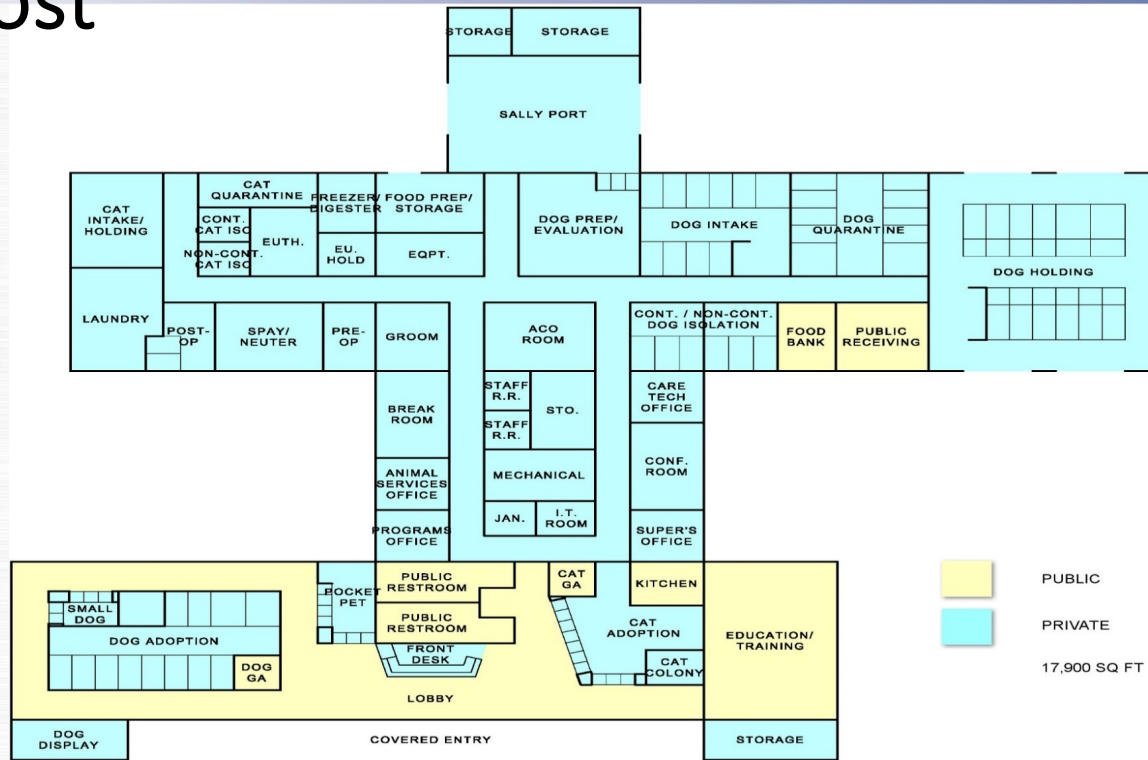 ost
STORAGE
STORAGE
SALLY PORT
CAT
INTAKE/
HOLDING
CAT
QUARANTINE
FREEZER/
DIGESTER
FOOD PREP/
STORAGE
DOG PREP/
EVALUATION
DOG INTAKE
DOG
QUARANTINE
DOG HOLDING
CONT.
CAT ISO
NON-CONT.
CAT ISO
EUTH.
EU.
HOLD
EQPT.
LAUNDRY
POST-
OP
SPAY/
NEUTER
PRE-
OP
GROOM
ACO
ROOM
CONT. / NON-CONT.
DOG ISOLATION
FOOD
BANK
PUBLIC
RECEIVING
BREAK
ROOM
STAFF
R.R.
STO.
STAFF
R.R.
CARE
TECH
OFFICE
ANIMAL
SERVICES
OFFICE
MECHANICAL
CONF.
ROOM
PROGRAMS
OFFICE
JAN.
I.T.
ROOM
SUPER'S
OFFICE
POCKET
PET
PUBLIC
RESTROOM
PUBLIC
RESTROOM
CAT
GA
KITCHEN
SMALL
DOG
DOG ADOPTION
DOG
GA
FRONT
DESK
CAT
ADOPTION
CAT
COLONY
EDUCATION/
TRAINING
LOBBY
DOG
DISPLAY
COVERED ENTRY
STORAGE
PUBLIC
PRIVATE
17,900 SQ FT